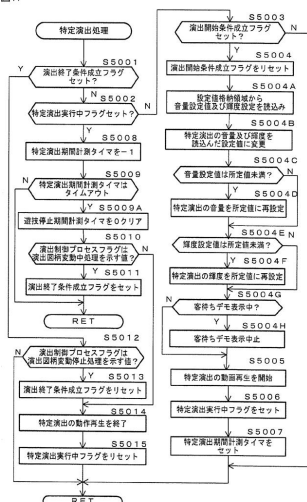 特定演出処理
S5001
演出終了条件成立フラグ
セット?
Y
N
S5002
特定演出実行中フラグセット?
N
Y
S5008
特定演出期間計測タイマを-1
S5009
特定演出期間計測タイマは
タイムアウト
N
Y
S5009A
遊技停止期間計測タイマを0クリア
S5010
演出制御プロセスフラグは
演出図柄変動中処理を示す値?
N
Y
S5011
演出終了条件成立フラグをセット
RET
S5012
演出制御プロセスフラグは
演出図柄変動停止処理を示す値?
N
Y
S5013
演出終了条件成立フラグをリセット
S5014
特定演出の動作再生を終了
S5015
特定演出実行中フラグをリセット
RET
S5003
演出開始条件成立フラグ
セット?
N
Y
S5004
演出開始条件成立フラグをリセット
S5004A
設定値格納領域から
音量設定値及び輝度設定を読込み
S5004B
特定演出の音量及び輝度を
読込んだ設定値に変更
S5004C
音量設定値は所定値未満?
N
Y
S5004D
特定演出の音量を所定値に再設定
S5004E
輝度設定値は所定値未満?
N
Y
S5004F
特定演出の輝度を所定値に再設定
S5004G
客待ちデモ表示中?
N
Y
S5004H
客待ちデモ表示中止
S5005
特定演出の動画再生を開始
S5006
特定演出実行中フラグをセット
S5007
特定演出期間計測タイマを
セット